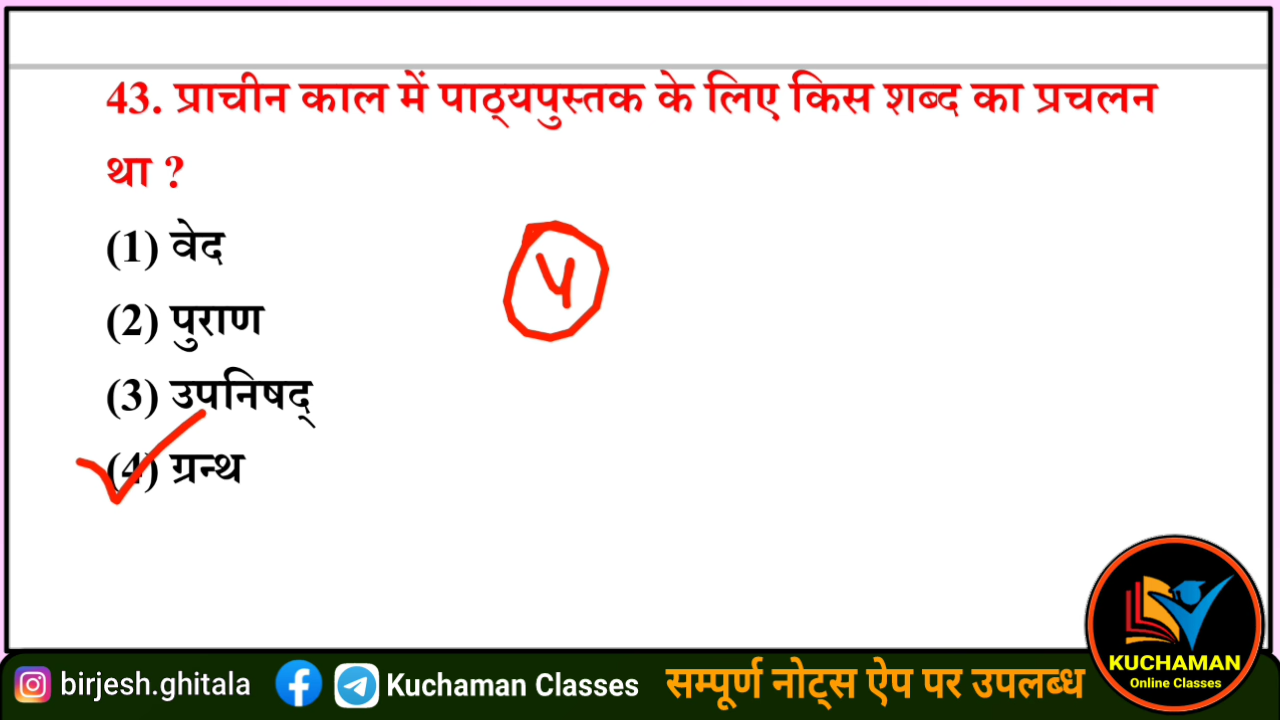 43. प्राचीन काल में पाठ्यपुस्तक के लिए किस शब्द का प्रचलन
था ?
(1) वेद
(2) पुराण
(3) उपनिषद्
(4) ग्रन्थ
4
birjesh.ghitala
Kuchaman Classes
सम्पूर्ण नोट्स ऐप पर उपलब्ध
KUCHAMAN
Online Classes